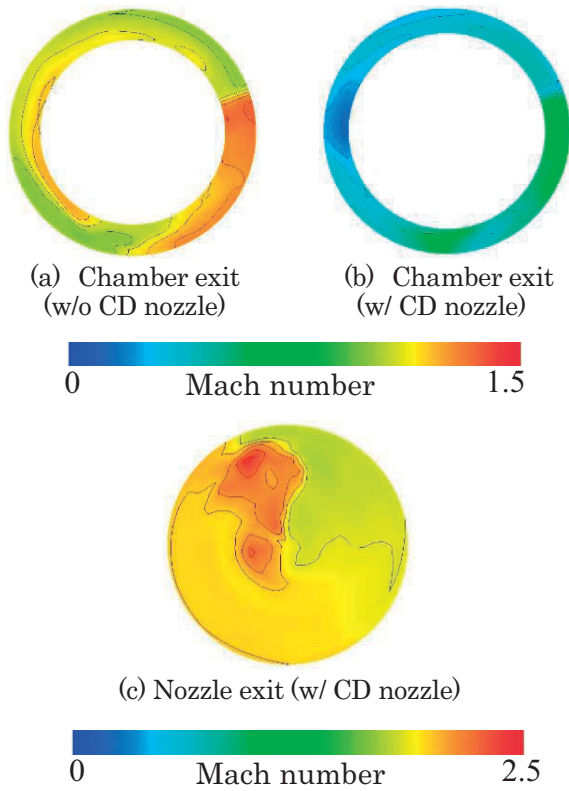 (a) Chamber exit
(w/o CD nozzle)
(b) Chamber exit
(w/ CD nozzle)
0 Mach number 1.5
(c) Nozzle exit (w/ CD nozzle)
0 Mach number 2.5